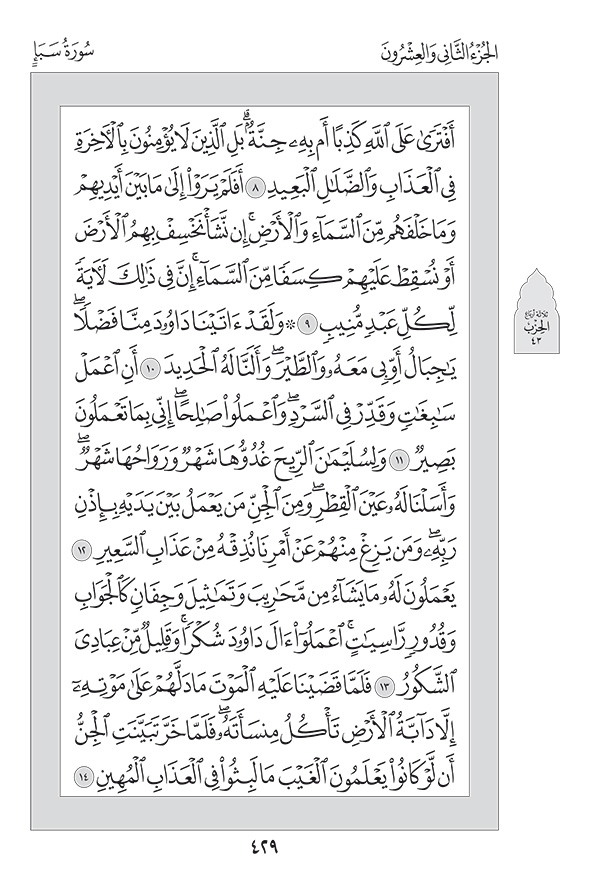 الجُزْءُ الثَّانِي وَالعِشْرُونَ
سُورَةُ سَبَإٍ
أَفْتَرَىٰ عَلَى ٱللَّهِ كَذِبًا أَم بِهِۦ جِنَّةٌۢۗ بَلِ ٱلَّذِينَ لَا يُؤْمِنُونَ بِٱلْـَٔاخِرَةِ
فِى ٱلْعَذَابِ وَٱلضَّلَـٰلِ ٱلْبَعِيدِ ٨ أَفَلَمْ يَرَوْا۟ إِلَىٰ مَا بَيْنَ أَيْدِيهِمْ
وَمَا خَلْفَهُم مِّنَ ٱلسَّمَآءِ وَٱلْأَرْضِۚ إِن نَّشَأْ نَخْسِفْ بِهِمُ ٱلْأَرْضَ
أَوْ نُسْقِطْ عَلَيْهِمْ كِسَفًا مِّنَ ٱلسَّمَآءِۚ إِنَّ فِى ذَٰلِكَ لَـَٔايَةً
لِّكُلِّ عَبْدٍ مُّنِيبٍ ٩ ۞ وَلَقَدْ ءَاتَيْنَا دَاوُۥدَ مِنَّا فَضْلًاۖ
يَـٰجِبَالُ أَوِّبِى مَعَهُۥ وَٱلطَّيْرَۖ وَأَلَنَّا لَهُ ٱلْحَدِيدَ ١٠ أَنِ ٱعْمَلْ
سَـٰبِغَـٰتٍ وَقَدِّرْ فِى ٱلسَّرْدِۖ وَٱعْمَلُوا۟ صَـٰلِحًاۖ إِنِّى بِمَا تَعْمَلُونَ
بَصِيرٌ ١١ وَلِسُلَيْمَـٰنَ ٱلرِّيحَ غُدُوُّهَا شَهْرٌ وَرَوَاحُهَا شَهْرٌۖ
وَأَسَلْنَا لَهُۥ عَيْنَ ٱلْقِطْرِۖ وَمِنَ ٱلْجِنِّ مَن يَعْمَلُ بَيْنَ يَدَيْهِ بِإِذْنِ
رَبِّهِۦۖ وَمَن يَزِغْ مِنْهُمْ عَنْ أَمْرِنَا نُذِقْهُ مِنْ عَذَابِ ٱلسَّعِيرِ ١٢
يَعْمَلُونَ لَهُۥ مَا يَشَآءُ مِن مَّحَـٰرِيبَ وَتَمَـٰثِيلَ وَجِفَانٍ كَٱلْجَوَابِ
وَقُدُورٍ رَّاسِيَـٰتٍۚ ٱعْمَلُوٓا۟ ءَالَ دَاوُۥدَ شُكْرًاۚ وَقَلِيلٌ مِّنْ عِبَادِىَ
ٱلشَّكُورُ ١٣ فَلَمَّا قَضَيْنَا عَلَيْهِ ٱلْمَوْتَ مَا دَلَّهُمْ عَلَىٰ مَوْتِهِۦٓ
إِلَّا دَآبَّةُ ٱلْأَرْضِ تَأْكُلُ مِنسَأَتَهُۥۖ فَلَمَّا خَرَّ تَبَيَّنَتِ ٱلْجِنُّ
أَن لَّوْ كَانُوا۟ يَعْلَمُونَ ٱلْغَيْبَ مَا لَبِثُوا۟ فِى ٱلْعَذَابِ ٱلْمُهِينِ ١٤
ثلاثة أرباع
الحزب
٤٣
٤٢٩